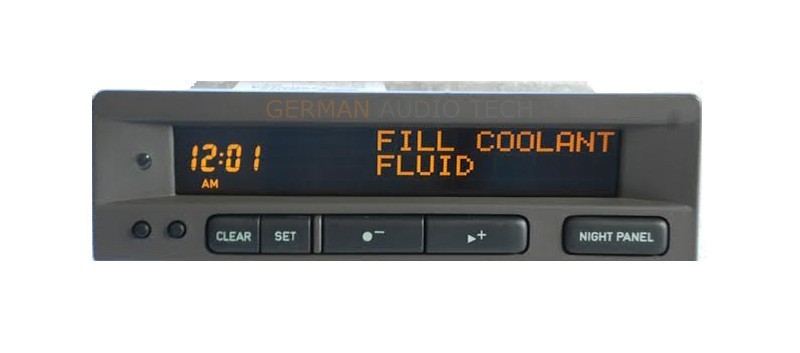 GERMAN AUDIO TECH
12:01
AM
FILL COOLANT
FLUID
CLEAR
SET
NIGHT PANEL